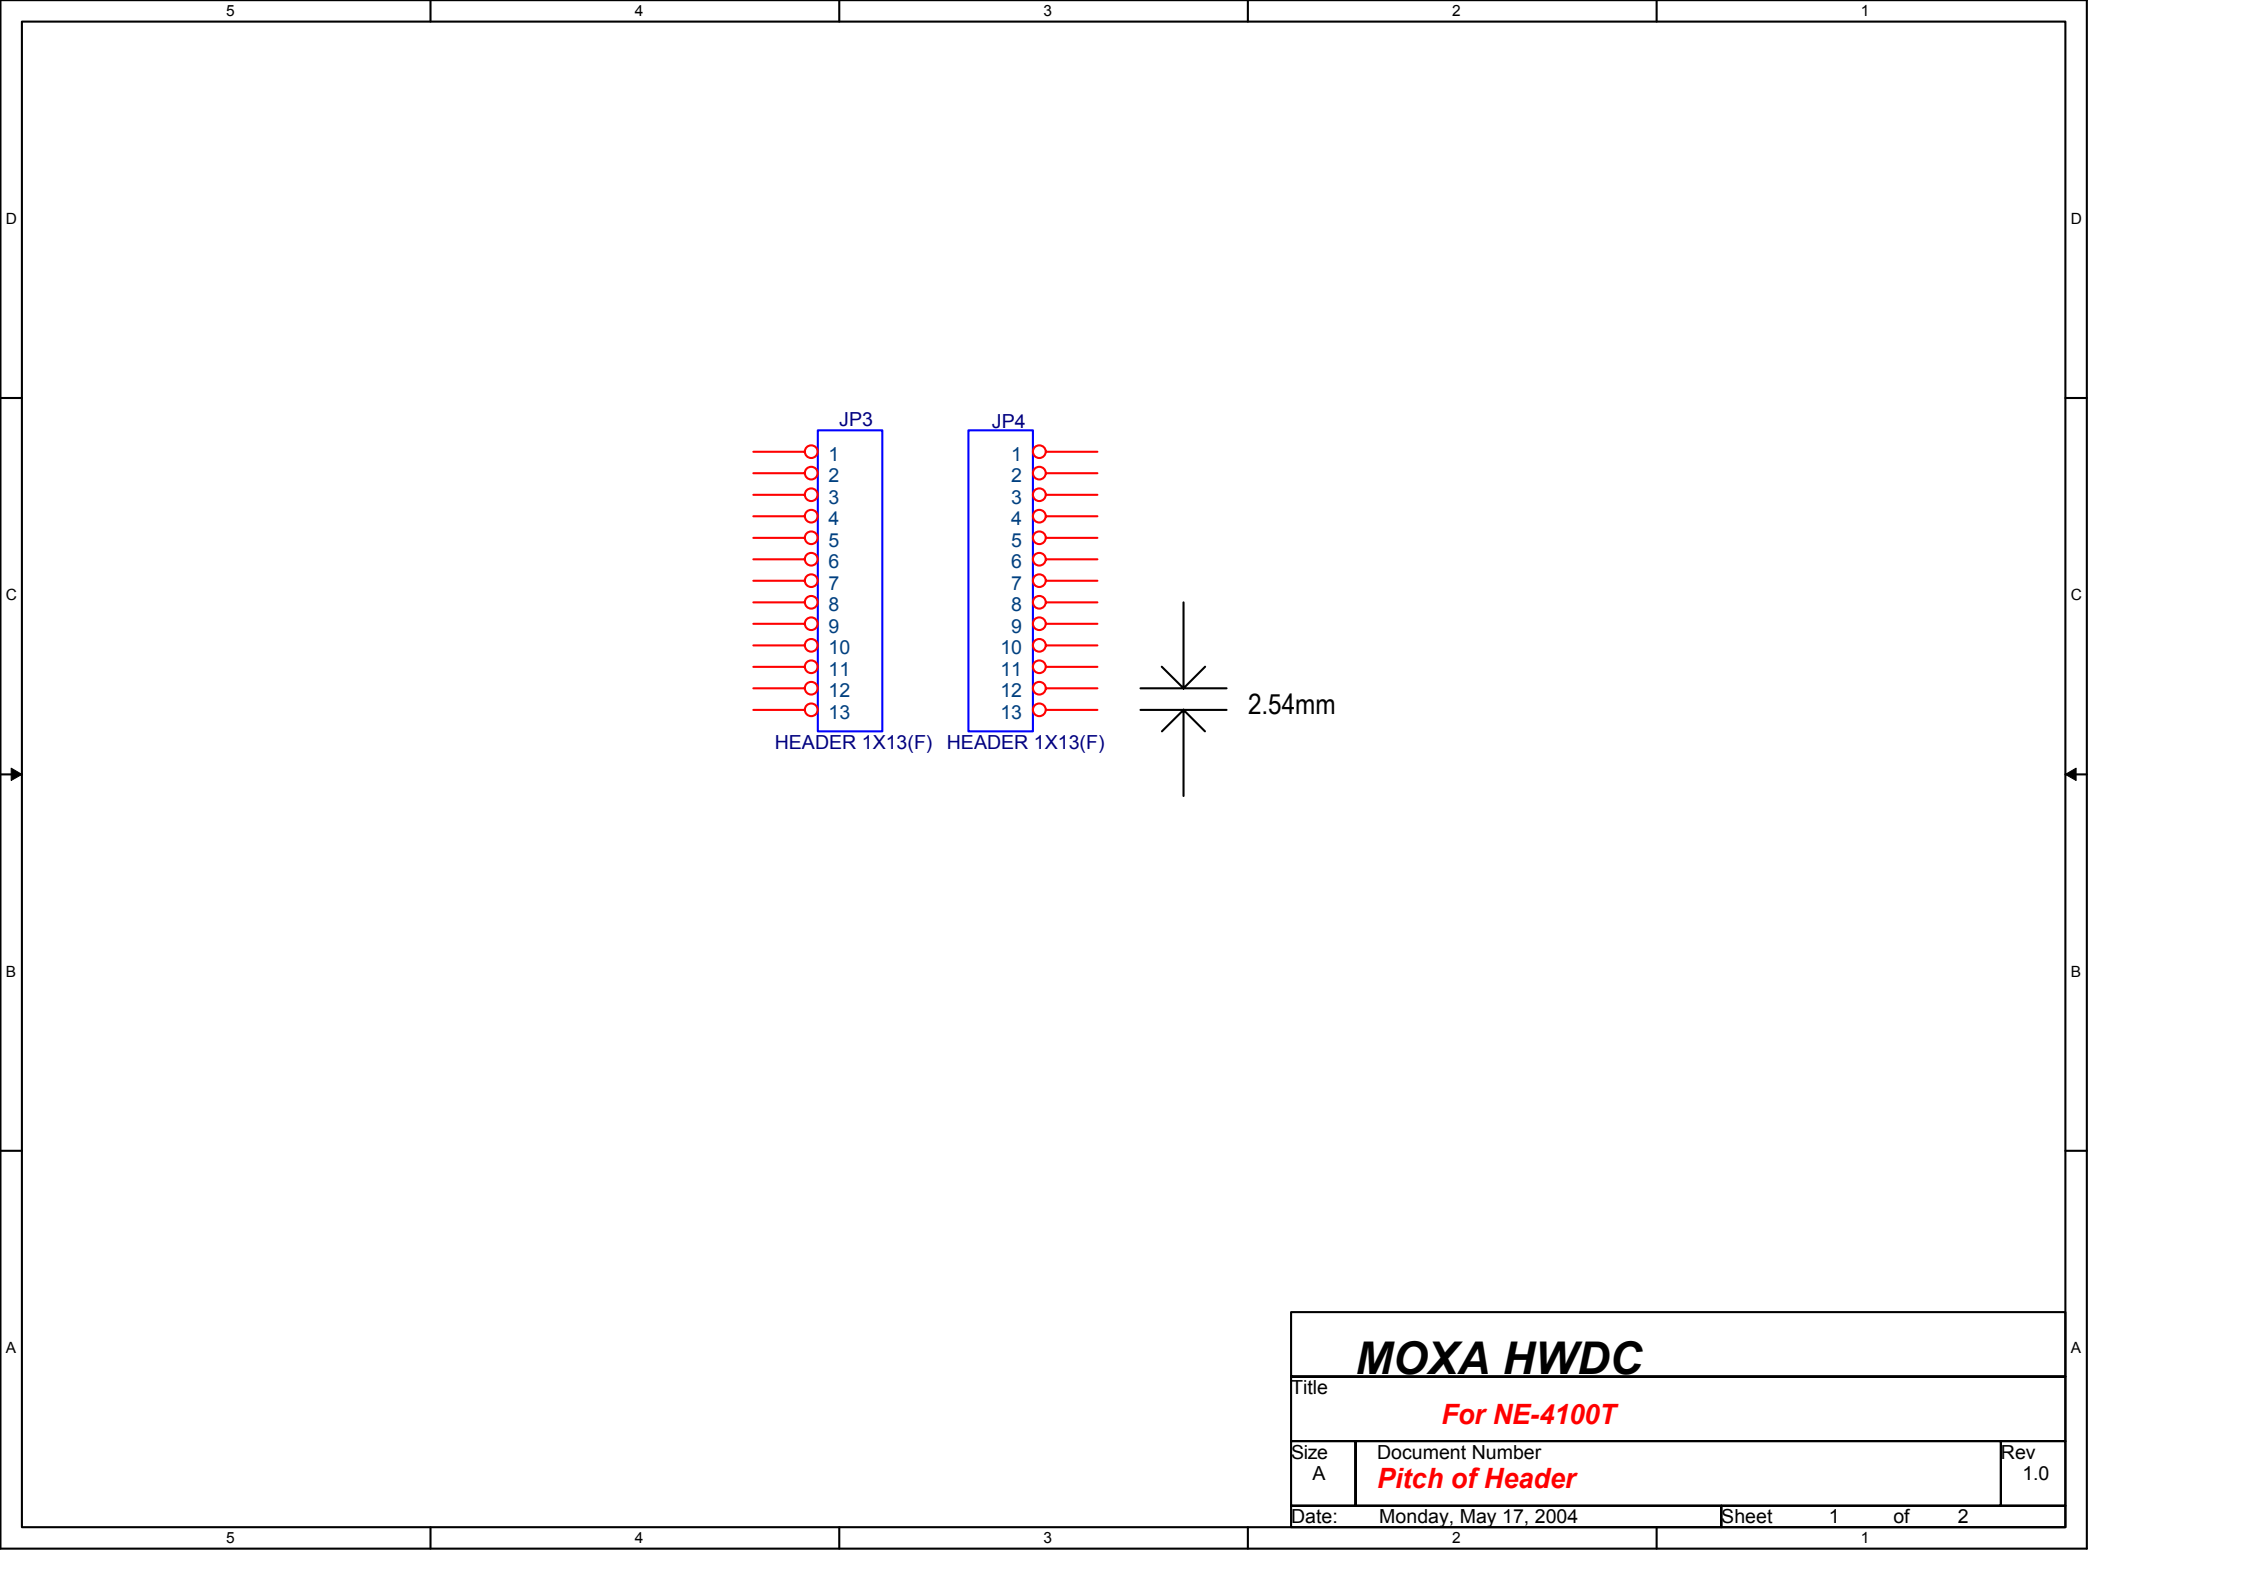 5 4 3 2 1
D D
JP3 JP4
1 1
2 2
3 3
4 4
5 5
6 6
7 7
C 8 8 C
9 9
10 10
11 11
12 12
2.54mm
13 13
HEADER 1X13(F) HEADER 1X13(F)
B B
A A
MOXA HWDC
Title
For NE-4100T
Size Document Number Rev
A Pitch of Header 1.0
Date: Monday, May 17, 2004 Sheet 1 of 2
5 4 3 2 1